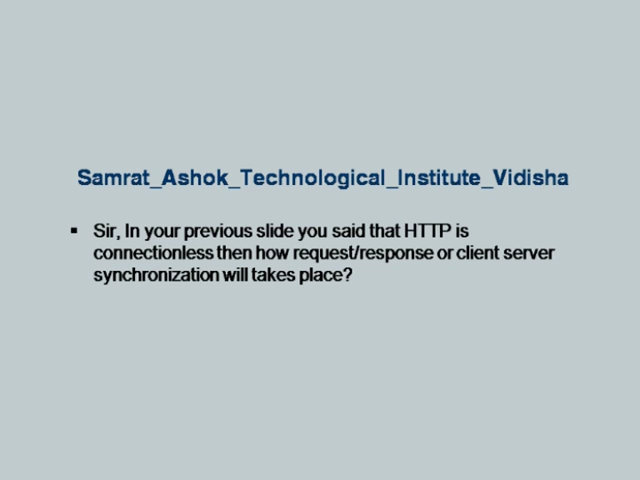 Samrat_Ashok_Technological_Institute_Vidisha
▪ Sir, In your previous slide you said that HTTP is
connectionless then how request/response or client server
synchronization will takes place?